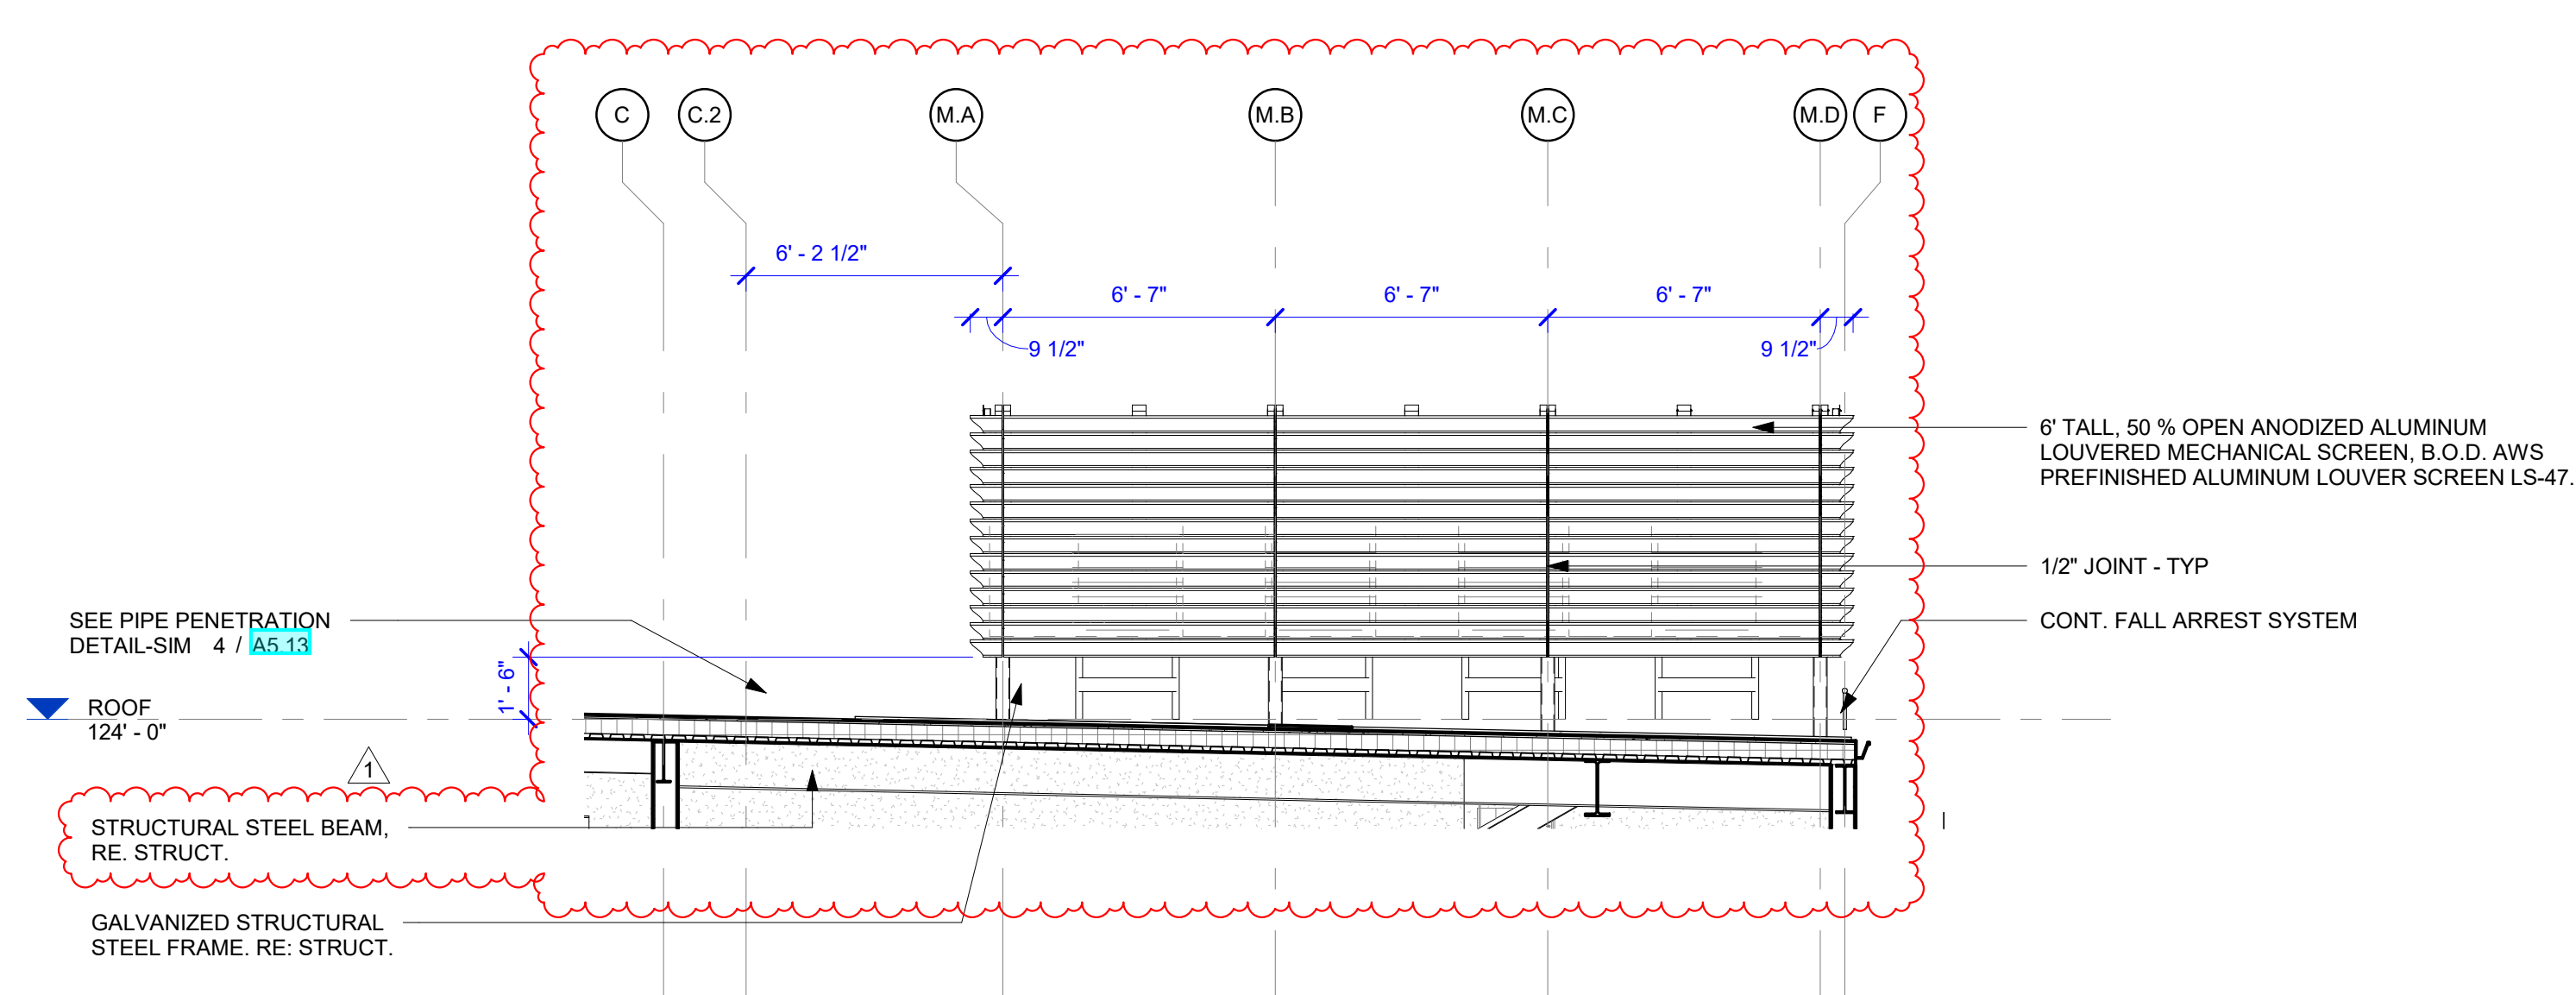 C
C.2
M.A
M.B
M.C
M.D
F
6' - 2 1/2"
6' - 7"
6' - 7"
6' - 7"
9 1/2"
9 1/2"
6' TALL, 50 % OPEN ANODIZED ALUMINUM
LOUVERED MECHANICAL SCREEN, B.O.D. AWS
PREFINISHED ALUMINUM LOUVER SCREEN LS-47.
1/2" JOINT - TYP
CONT. FALL ARREST SYSTEM
SEE PIPE PENETRATION
DETAIL-SIM 4 / A5.13
1' - 6"
ROOF
124' - 0"
1
STRUCTURAL STEEL BEAM,
RE. STRUCT.
GALVANIZED STRUCTURAL
STEEL FRAME. RE: STRUCT.